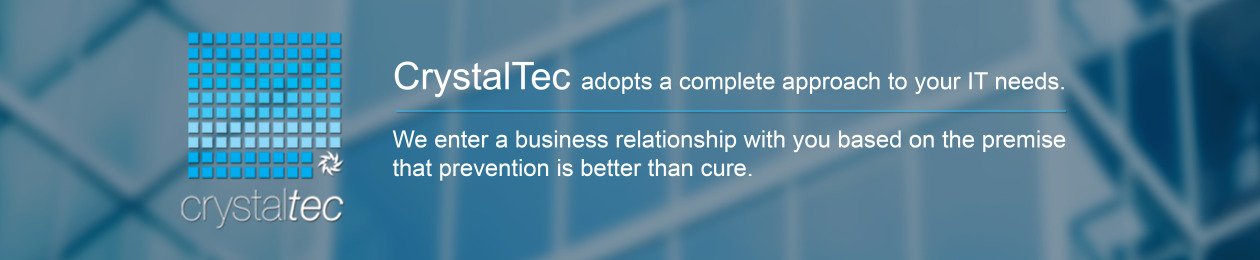 CrystalTec adopts a complete approach to your IT needs.
We enter a business relationship with you based on the premise
that prevention is better than cure.
crystaltec